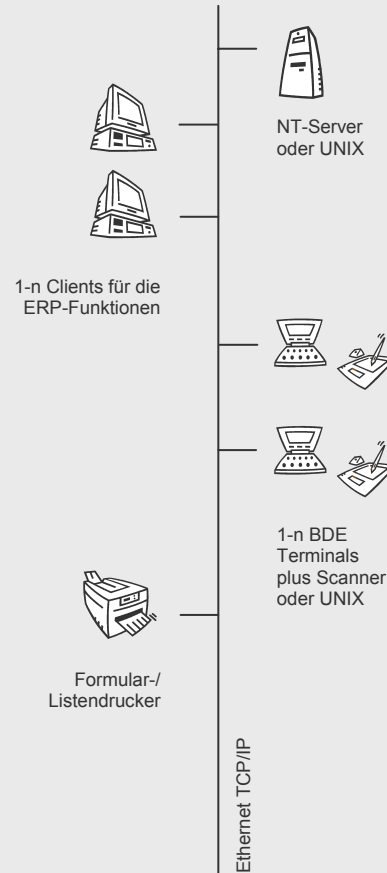 NT-Server
oder UNIX
1-n Clients für die
ERP-Funktionen
1-n BDE
Terminals
plus Scanner
oder UNIX
Formular-/
Listendrucker
Ethernet TCP/IP